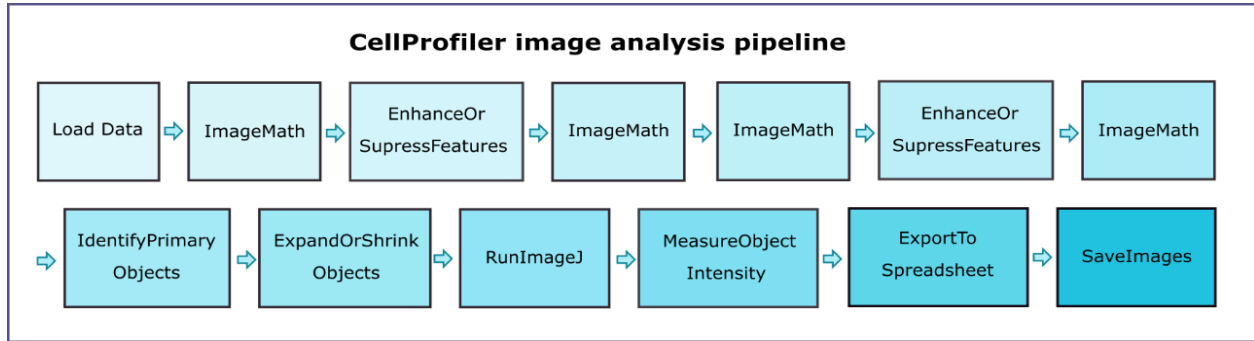 CellProfiler image analysis pipeline
Load Data
ImageMath
EnhanceOr
SupressFeatures
ImageMath
ImageMath
EnhanceOr
SupressFeatures
ImageMath
IdentifyPrimary
Objects
ExpandOrShrink
Objects
RunImageJ
MeasureObject
Intensity
ExportTo
Spreadsheet
SaveImages